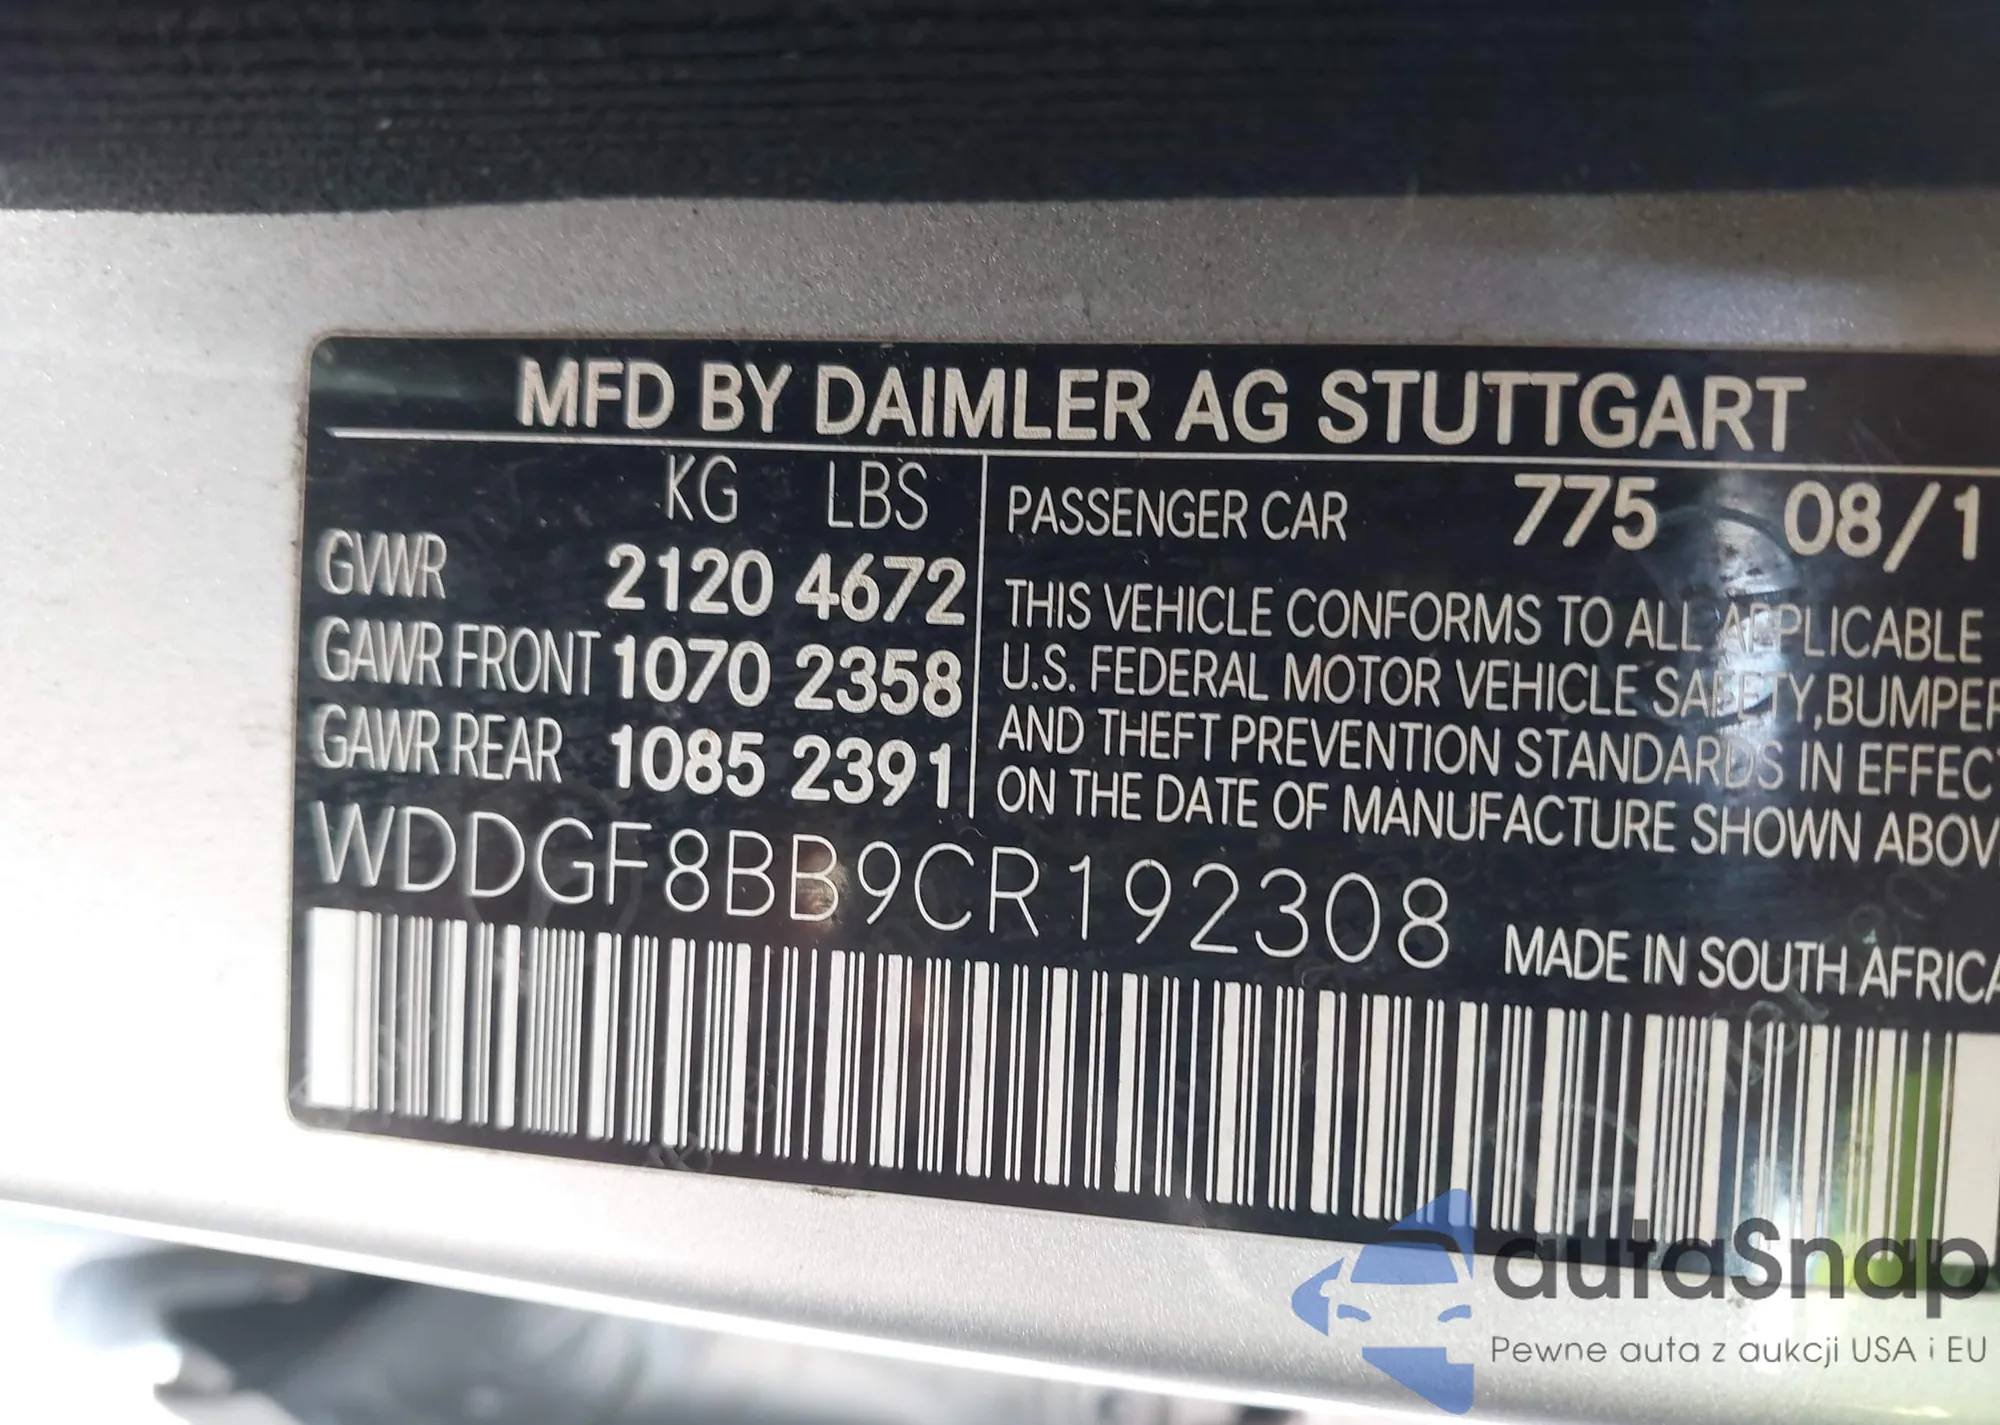 MFD BY DAIMLER AG STUTTGART
KG LBS
GVWR 2120 4672
GAWR FRONT 1070 2358
GAWR REAR 1085 2391
PASSENGER CAR 775 08/1
THIS VEHICLE CONFORMS TO ALL APPLICABLE
U.S. FEDERAL MOTOR VEHICLE SAFETY, BUMPER
AND THEFT PREVENTION STANDARDS IN EFFECT
ON THE DATE OF MANUFACTURE SHOWN ABOV
WDDGF8BB9CR192308
MADE IN SOUTH AFRICA
autaSnap
Pewne auta z aukcji USA i EU